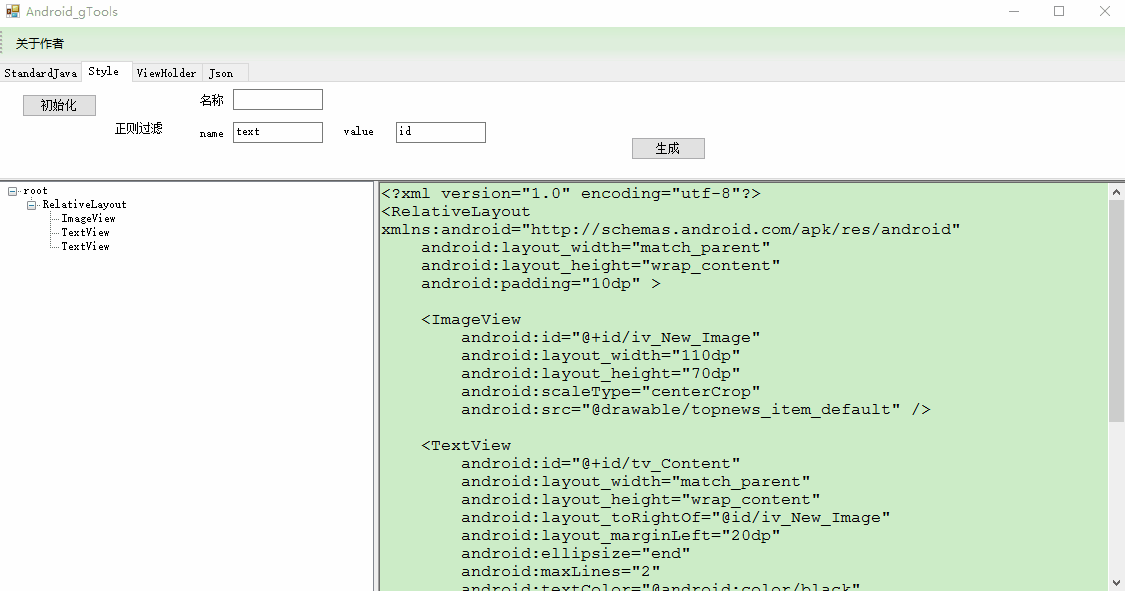 Android_gTools
关于作者
StandardJava Style ViewHolder Json
初始化 名称
正则过滤 name text value id
生成
root
RelativeLayout
ImageView
TextView
TextView
<?xml version="1.0" encoding="utf-8"?>
<RelativeLayout
xmlns:android="http://schemas.android.com/apk/res/android"
    android:layout_width="match_parent"
    android:layout_height="wrap_content"
    android:padding="10dp" >

    <ImageView
        android:id="@+id/iv_New_Image"
        android:layout_width="110dp"
        android:layout_height="70dp"
        android:scaleType="centerCrop"
        android:src="@drawable/topnews_item_default" />

    <TextView
        android:id="@+id/tv_Content"
        android:layout_width="match_parent"
        android:layout_height="wrap_content"
        android:layout_toRightOf="@id/iv_New_Image"
        android:layout_marginLeft="20dp"
        android:ellipsize="end"
        android:maxLines="2"
        android:textColor="@android:color/black"